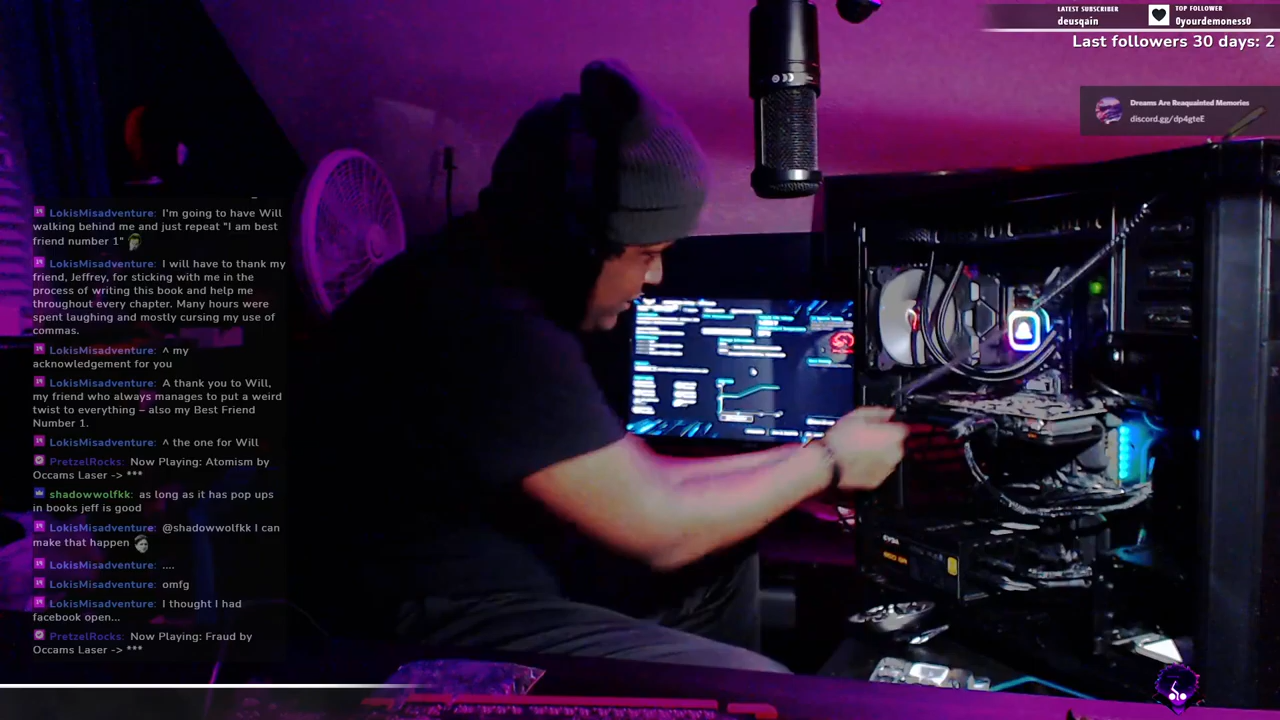 LATEST SUBSCRIBER
deusqain
TOP FOLLOWER
0yourdemoness0
Last followers 30 days: 2
Dreams Are Reaquainted Memories
discord.gg/dp4gteE
LokisMisadventure: I'm going to have Will
walking behind me and just repeat "I am best
friend number 1"
LokisMisadventure: I will have to thank my
friend, Jeffrey, for sticking with me in the
process of writing this book and help me
throughout every chapter. Many hours were
spent laughing and mostly cursing my use of
commas.
LokisMisadventure: ^ my
acknowledgement for you
LokisMisadventure: A thank you to Will,
my friend who always manages to put a weird
twist to everything – also my Best Friend
Number 1.
LokisMisadventure: ^ the one for Will
PretzelRocks: Now Playing: Atomism by
Occams Laser -> ***
shadowwolfkk: as long as it has pop ups
in books jeff is good
LokisMisadventure: @shadowwolfkk I can
make that happen
LokisMisadventure: ....
LokisMisadventure: omfg
LokisMisadventure: I thought I had
facebook open...
PretzelRocks: Now Playing: Fraud by
Occams Laser -> ***
EVGA